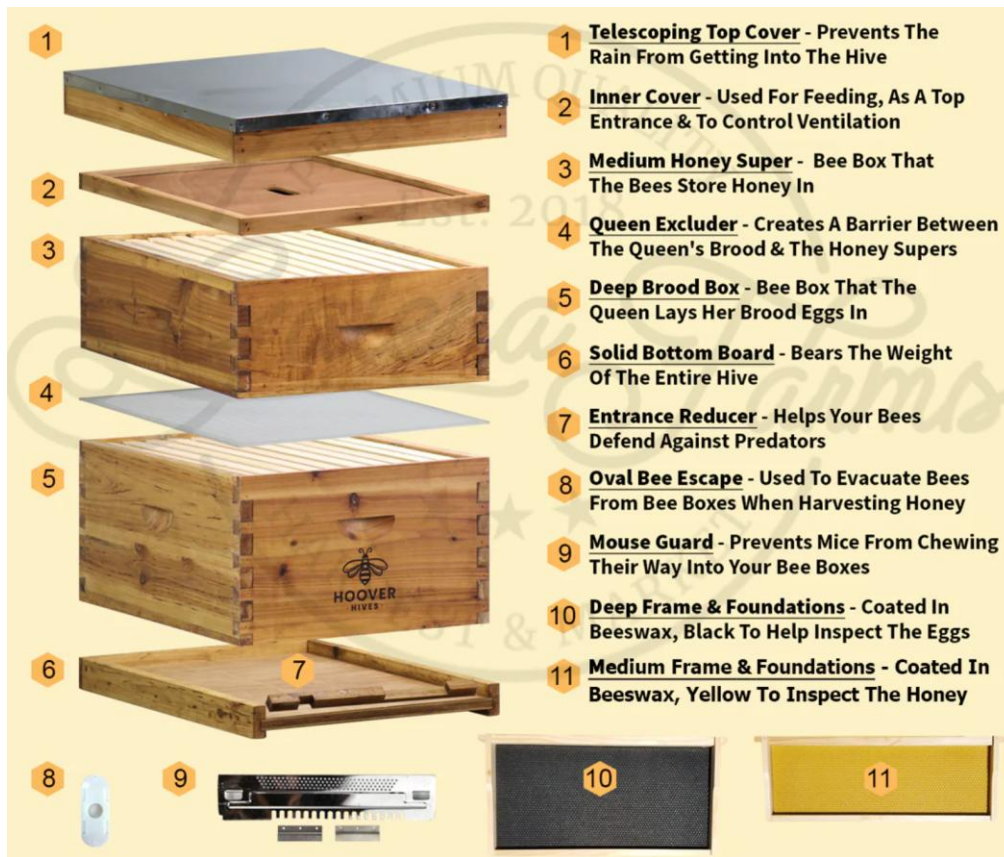 1
2
3
4
5
HOOVER
HIVES
6
7
1 Telescoping Top Cover - Prevents The
Rain From Getting Into The Hive
2 Inner Cover - Used For Feeding, As A Top
Entrance & To Control Ventilation
3 Medium Honey Super - Bee Box That
The Bees Store Honey In
4 Queen Excluder - Creates A Barrier Between
The Queen's Brood & The Honey Supers
5 Deep Brood Box - Bee Box That The
Queen Lays Her Brood Eggs In
6 Solid Bottom Board - Bears The Weight
Of The Entire Hive
7 Entrance Reducer - Helps Your Bees
Defend Against Predators
8 Oval Bee Escape - Used To Evacuate Bees
From Bee Boxes When Harvesting Honey
9 Mouse Guard - Prevents Mice From Chewing
Their Way Into Your Bee Boxes
10 Deep Frame & Foundations - Coated In
Beeswax, Black To Help Inspect The Eggs
11 Medium Frame & Foundations - Coated In
Beeswax, Yellow To Inspect The Honey
8
9
10
11
PREMIUM QUALITY
Est. 2018
Farms